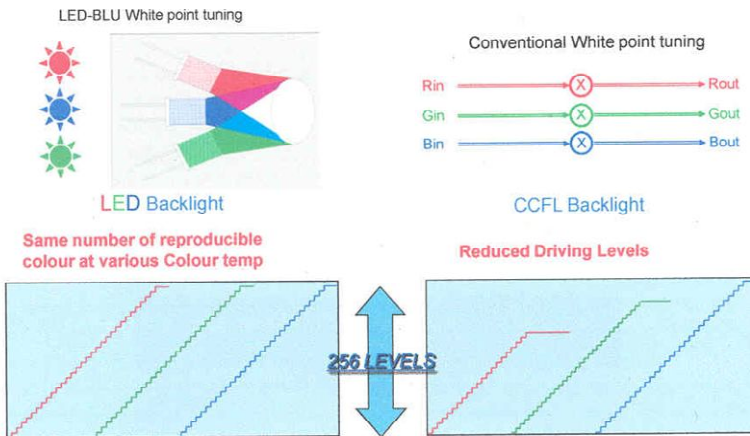 LED-BLU White point tuning
Conventional White point tuning
Rin
Rout
Gin
Gout
Bin
Bout
LED Backlight
CCFL Backlight
Same number of reproducible
colour at various Colour temp
Reduced Driving Levels
256 LEVELS